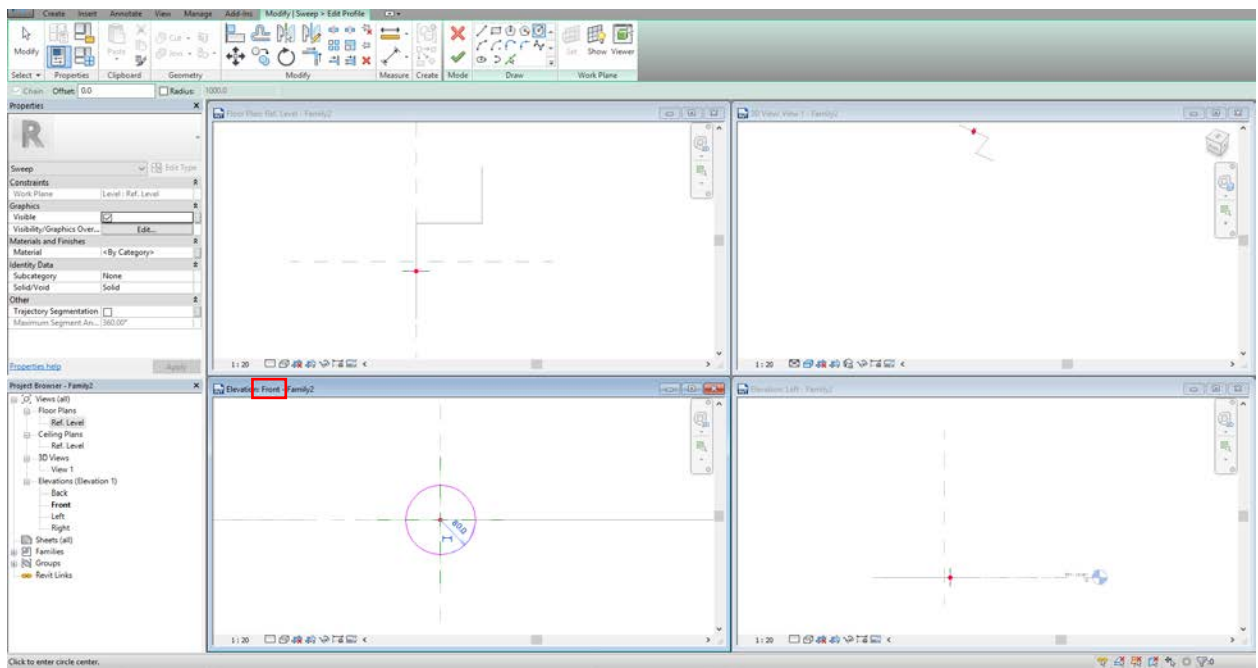 Create Insert Annotate View Manage Add-Ins Modify | Sweep > Edit Profile
Modify
Paste
Cut
Join
Set Show Viewer
Select Properties Clipboard Geometry Modify Measure Create Mode Draw Work Plane
Chain Offset: 0.0 Radius: 1000.0
Properties
R
Sweep Edit Type
Constraints
Work Plane Level : Ref. Level
Graphics
Visible
Visibility/Graphics Over... Edit...
Materials and Finishes
Material <By Category>
Identity Data
Subcategory None
Solid/Void Solid
Other
Trajectory Segmentation
Maximum Segment An... 360.00°
Properties help Apply
Project Browser - Family2
Views (all)
Floor Plans
Ref. Level
Ceiling Plans
Ref. Level
3D Views
View 1
Elevations (Elevation 1)
Back
Front
Left
Right
Sheets (all)
Families
Groups
Revit Links
Floor Plan: Ref. Level - Family2
1 : 20
3D View: View 1 - Family2
1 : 20
Elevation: Front - Family2
80.0
1 : 20
Elevation: Left - Family2
1 : 20
Click to enter circle center.
:0